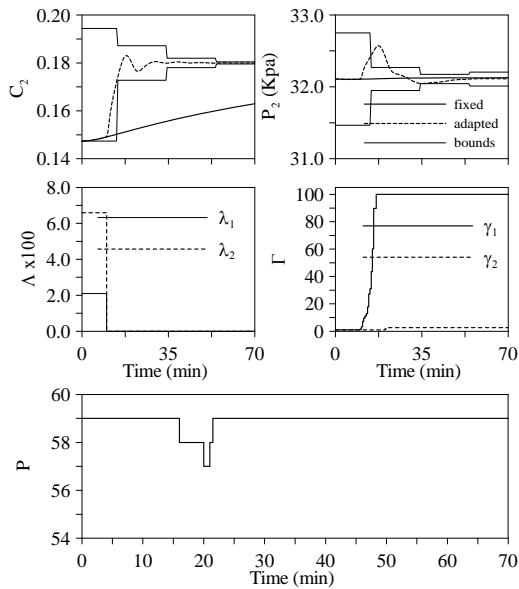 0.20
0.18
0.16
0.14
C2
33.0
32.0
31.0
P2 (Kpa)
fixed
adapted
bounds
8.0
6.0
4.0
2.0
0.0
Λ x100
λ1
λ2
0
35
70
Time (min)
100
80
60
40
20
0
Γ
γ1
γ2
0
35
70
Time (min)
60
58
56
54
P
0
10
20
30
40
50
60
70
Time (min)